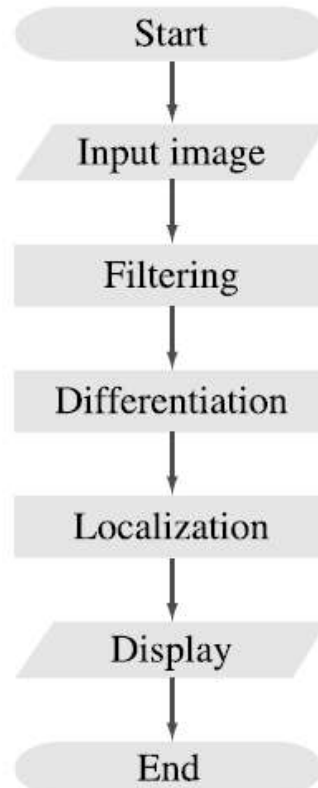 Start
Input image
Filtering
Differentiation
Localization
Display
End